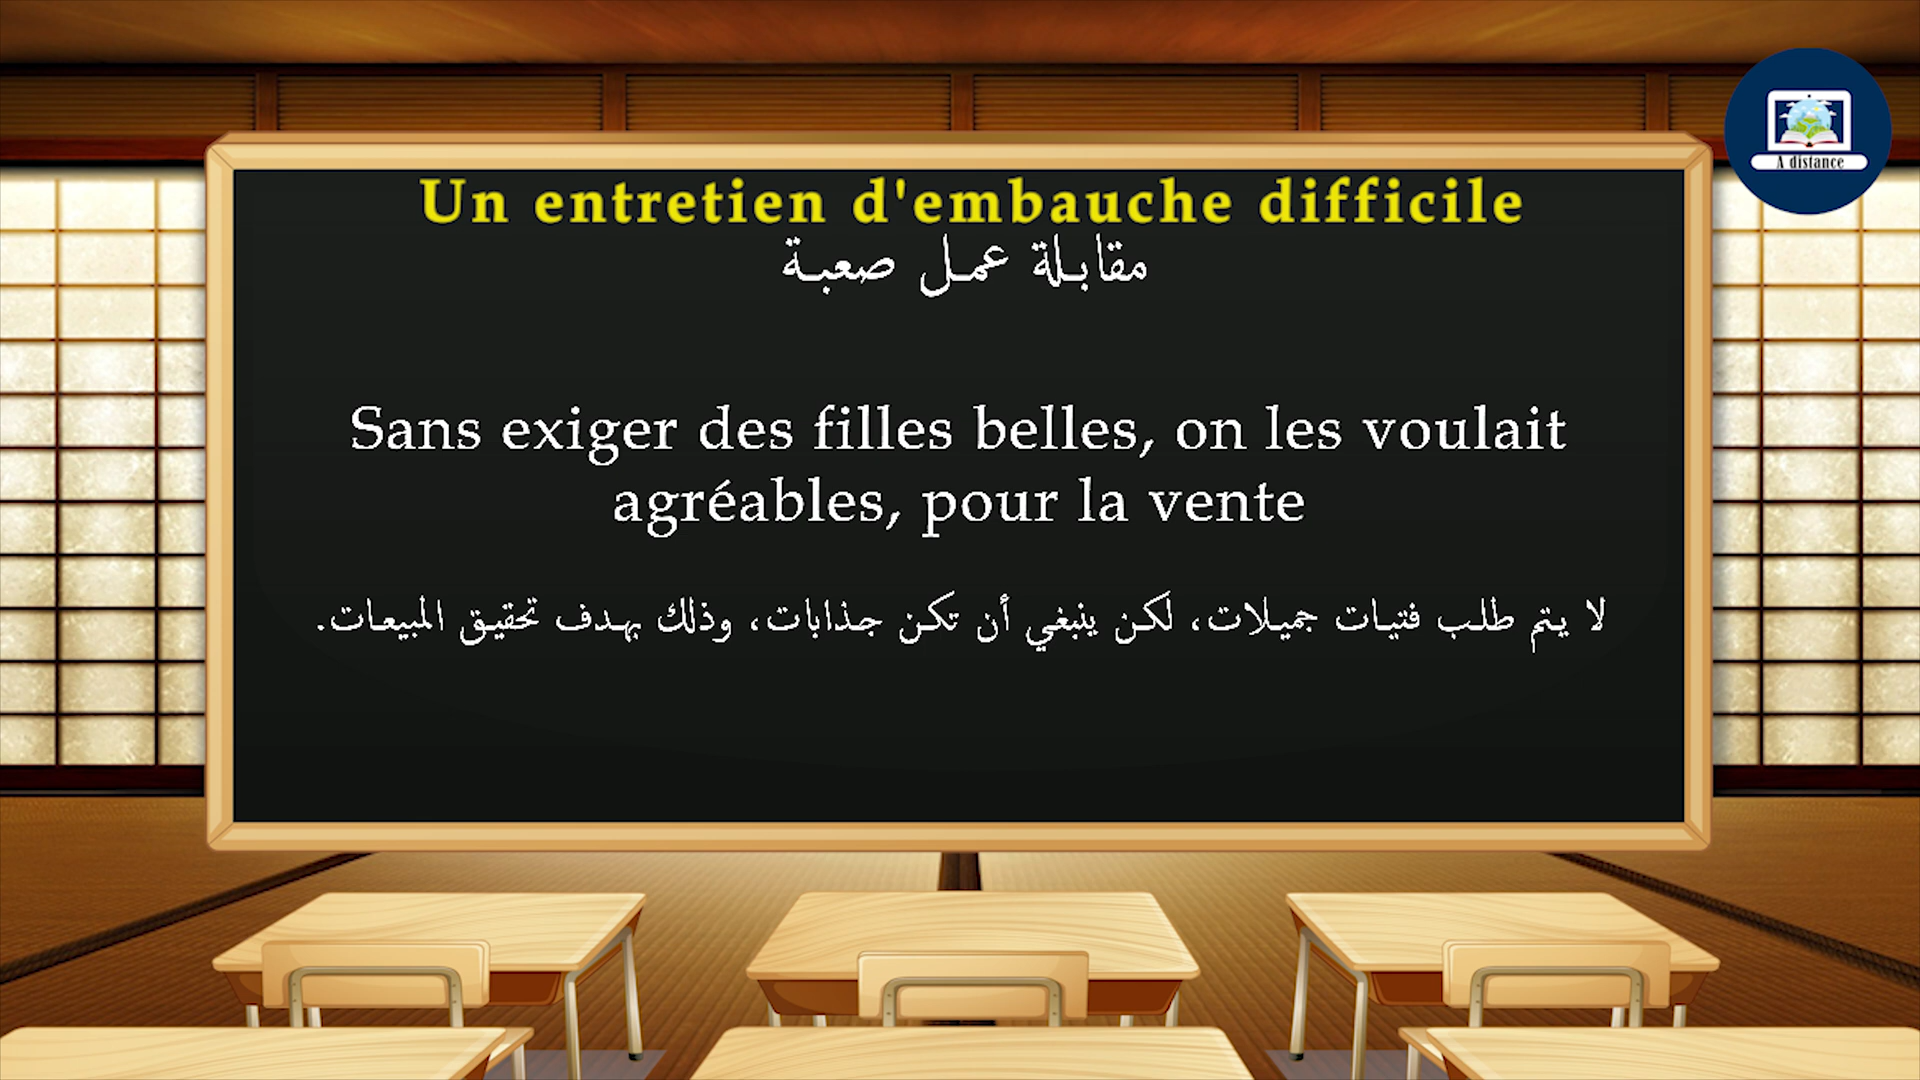 A distance
Un entretien d'embauche difficile
مقابلة عمل صعبة
Sans exiger des filles belles, on les voulait
agréables, pour la vente
لا يتم طلب فتيات جميلات، لكن ينبغي أن تكن جذابات، وذلك بهدف تحقيق المبيعات.